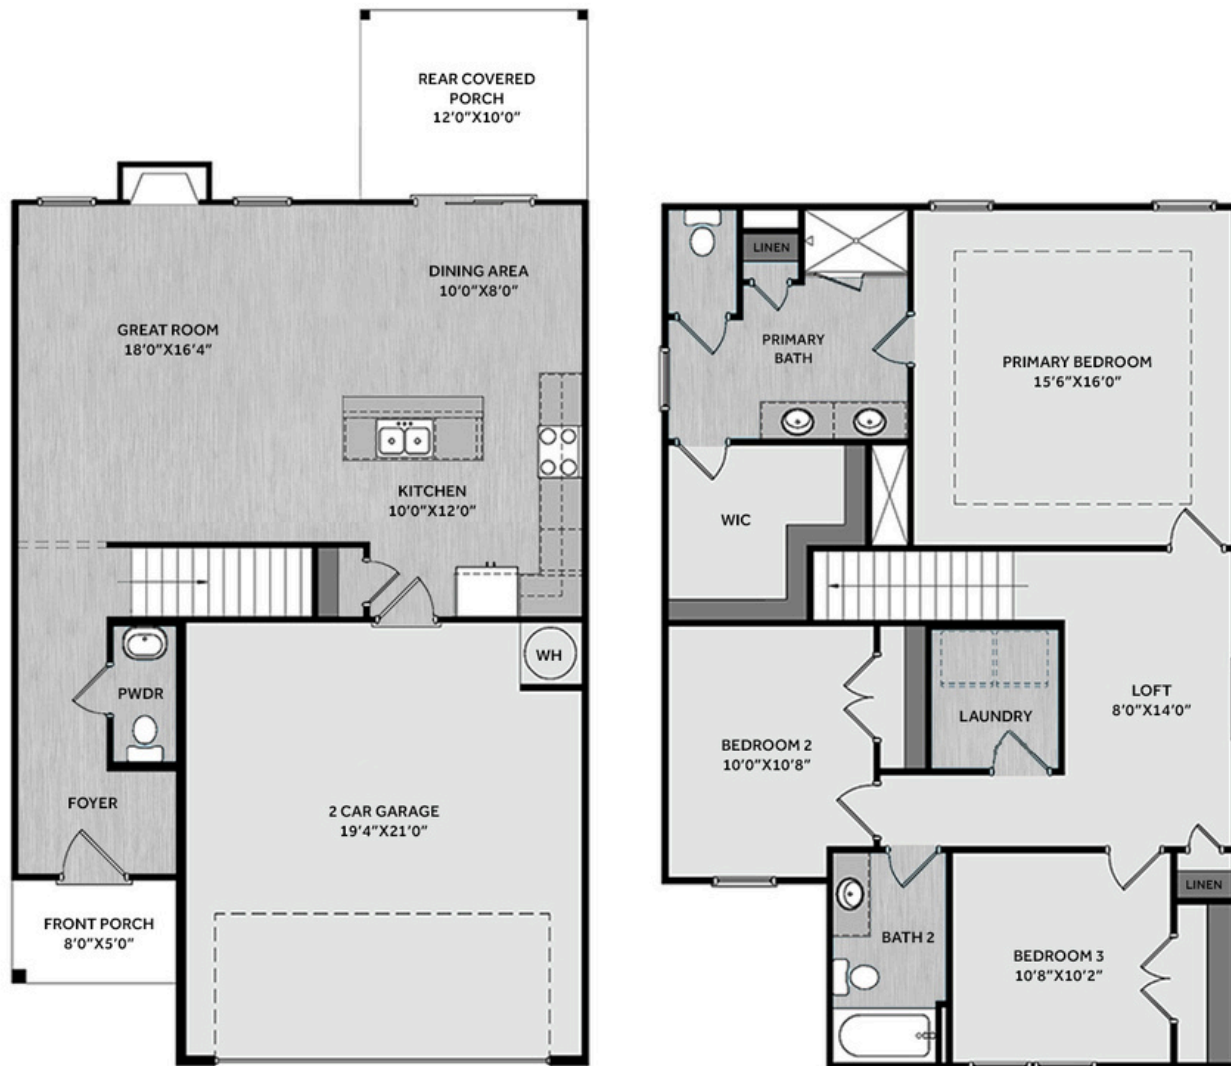 REAR COVERED
PORCH
12'0"X10'0"
DINING AREA
10'0"X8'0"
GREAT ROOM
18'0"X16'4"
KITCHEN
10'0"X12'0"
PWDR
WH
FOYER
2 CAR GARAGE
19'4"X21'0"
FRONT PORCH
8'0"X5'0"
LINEN
PRIMARY
BATH
PRIMARY BEDROOM
15'6"X16'0"
WIC
LOFT
8'0"X14'0"
LAUNDRY
BEDROOM 2
10'0"X10'8"
LINEN
BATH 2
BEDROOM 3
10'8"X10'2"